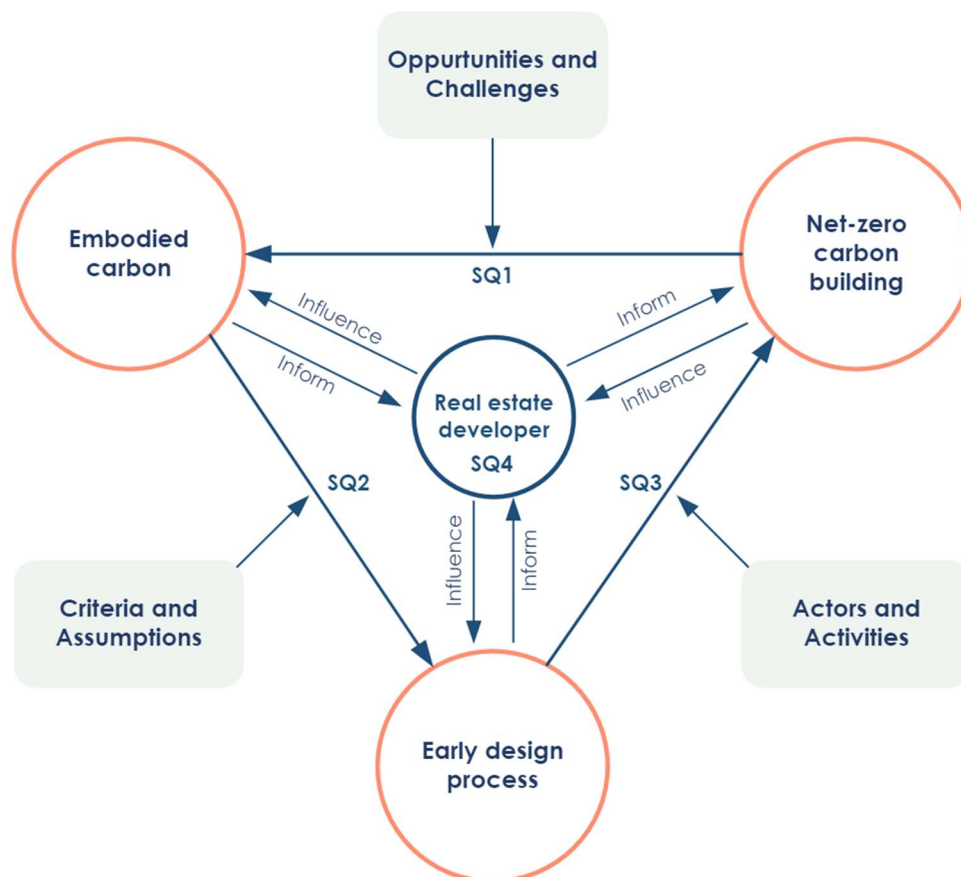 Oppurtunities and
Challenges
Embodied
carbon
Net-zero
carbon
building
SQ1
Influence
Inform
Inform
Influence
Real estate
developer
SQ4
SQ2
SQ3
Influence
Inform
Criteria and
Assumptions
Actors and
Activities
Early design
process